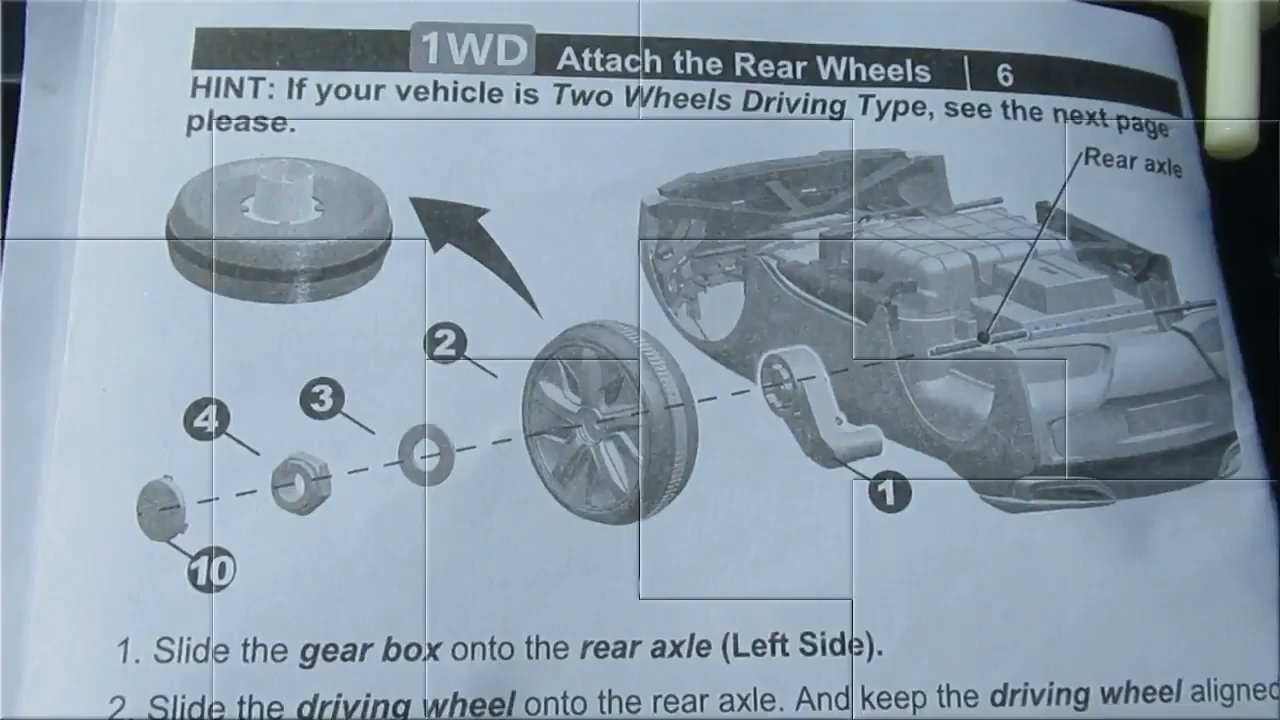 1WD Attach the Rear Wheels | 6
HINT: If your vehicle is Two Wheels Driving Type, see the next page
please.
Rear axle
2
3
4
1
10
1. Slide the gear box onto the rear axle (Left Side).
2. Slide the driving wheel onto the rear axle. And keep the driving wheel aligned